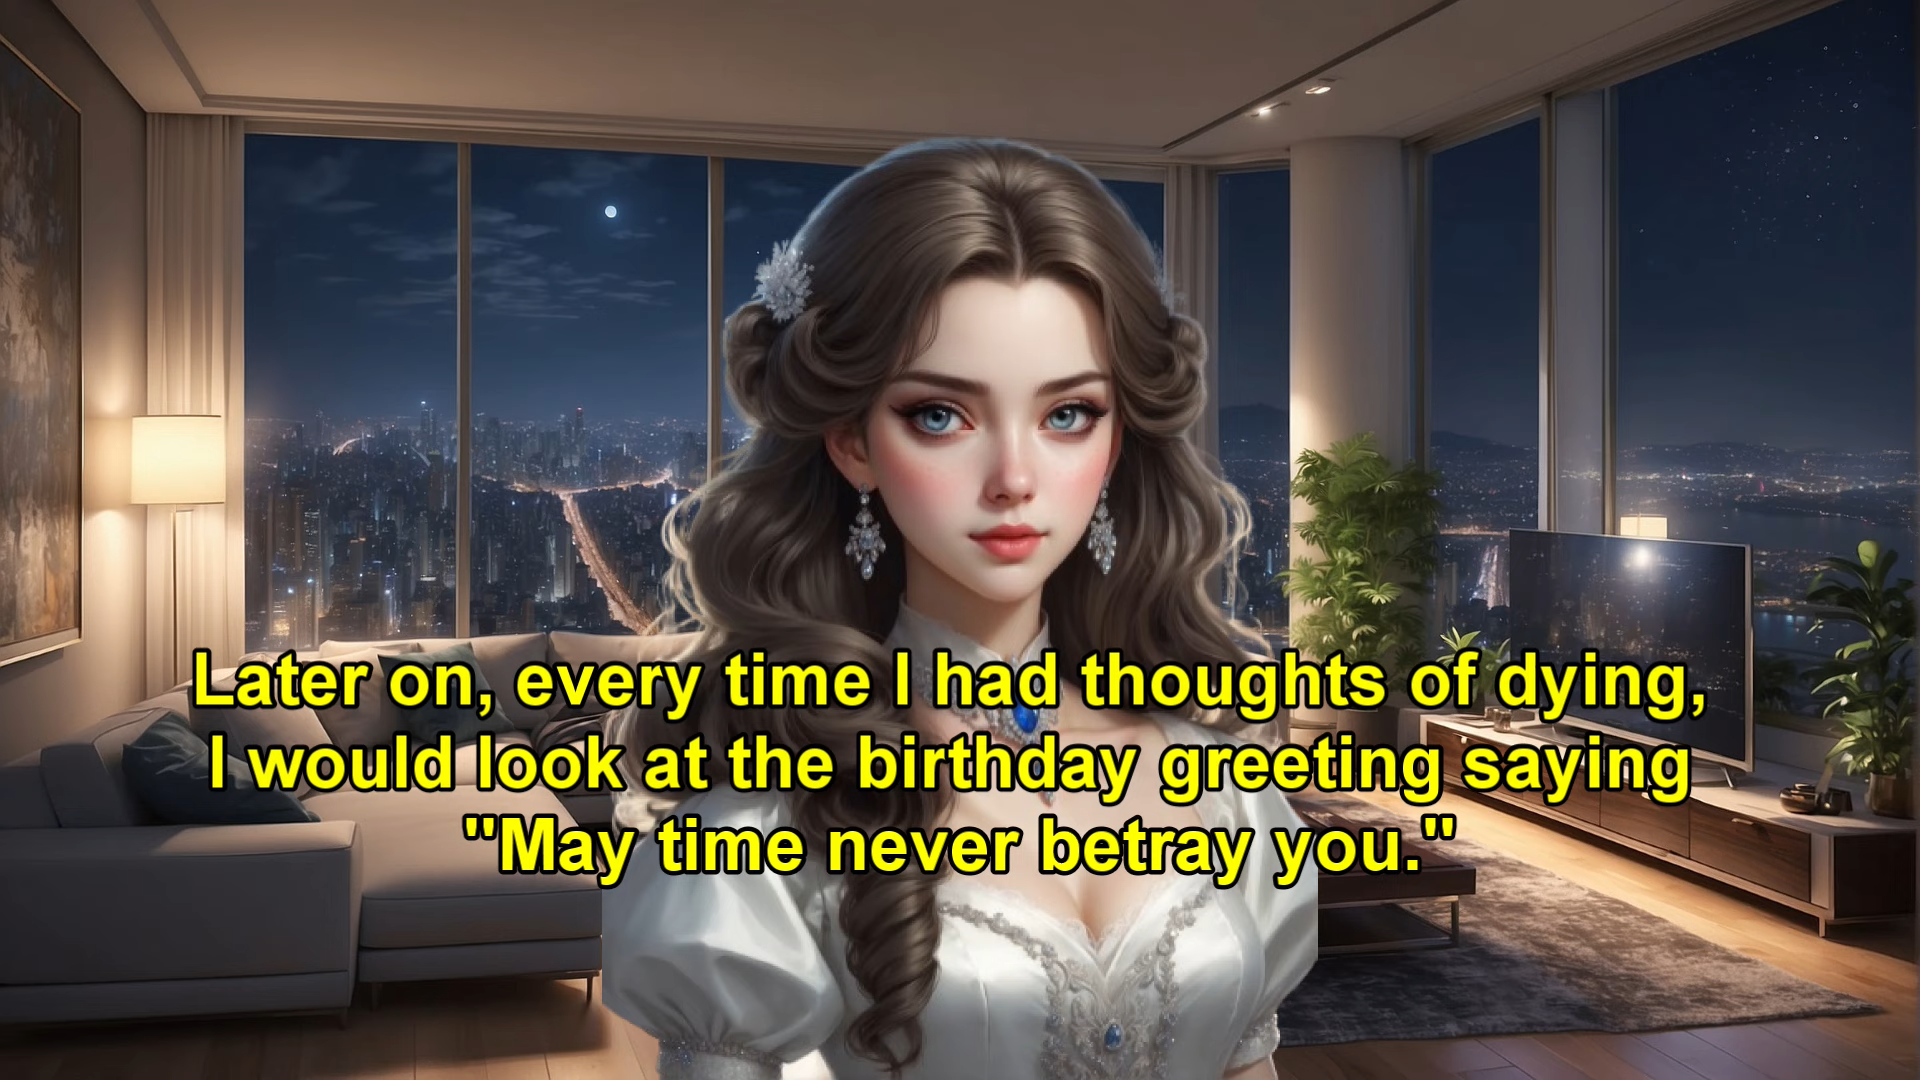 Later on, every time I had thoughts of dying,
I would look at the birthday greeting saying
"May time never betray you."